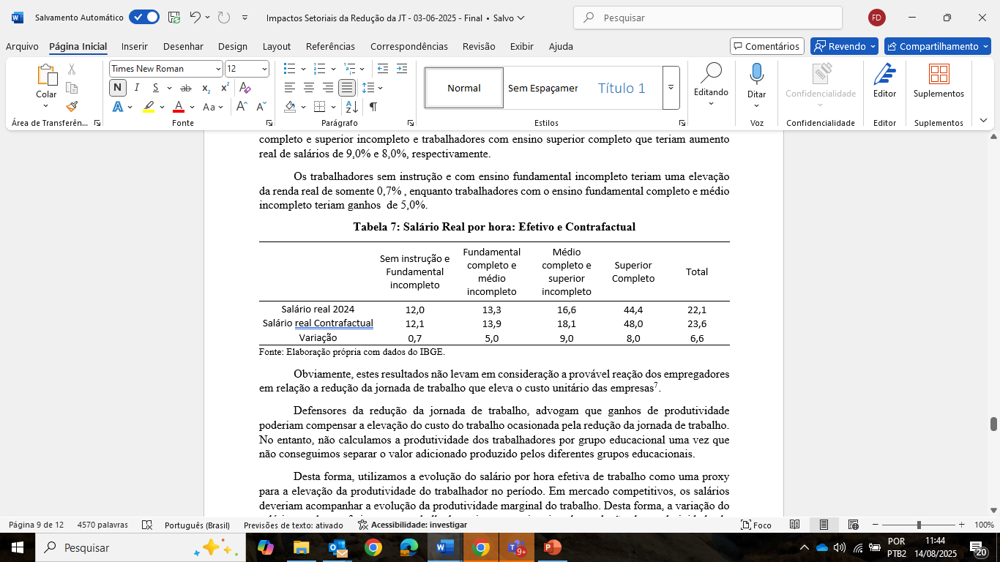 Salvamento Automático
Impactos Setoriais da Redução da JT - 03-06-2025 - Final • Salvo
Pesquisar
FD
Arquivo Página Inicial Inserir Desenhar Design Layout Referências Correspondências Revisão Exibir Ajuda
Comentários Revendo Compartilhamento
Times New Roman 12
Normal Sem Espaçamer Título 1
Colar
N I S ab x₂ x² A
A A Aa A A
Editando Ditar Confidencialidade Editor Suplementos
Área de Transferên... Fonte Parágrafo Estilos Voz Confidencialidade Editor Suplementos
completo e superior incompleto e trabalhadores com ensino superior completo que teriam aumento
real de salários de 9,0% e 8,0%, respectivamente.
Os trabalhadores sem instrução e com ensino fundamental incompleto teriam uma elevação
da renda real de somente 0,7% , enquanto trabalhadores com o ensino fundamental completo e médio
incompleto teriam ganhos  de 5,0%.
Tabela 7: Salário Real por hora: Efetivo e Contrafactual
Sem instrução e Fundamental incompleto
Fundamental completo e médio incompleto
Médio completo e superior incompleto
Superior Completo
Total
Salário real 2024 12,0 13,3 16,6 44,4 22,1
Salário real Contrafactual 12,1 13,9 18,1 48,0 23,6
Variação 0,7 5,0 9,0 8,0 6,6
Fonte: Elaboração própria com dados do IBGE.
Obviamente, estes resultados não levam em consideração a provável reação dos empregadores
em relação a redução da jornada de trabalho que eleva o custo unitário das empresas⁷.
Defensores da redução da jornada de trabalho, advogam que ganhos de produtividade
poderiam compensar a elevação do custo do trabalho ocasionada pela redução da jornada de trabalho.
No entanto, não calculamos a produtividade dos trabalhadores por grupo educacional uma vez que
não conseguimos separar o valor adicionado produzido pelos diferentes grupos educacionais.
Desta forma, utilizamos a evolução do salário por hora efetiva de trabalho como uma proxy
para a elevação da produtividade do trabalhador no período. Em mercado competitivos, os salários
deveriam acompanhar a evolução da produtividade marginal do trabalho. Desta forma, a variação do
Página 9 de 12 4570 palavras Português (Brasil) Previsões de texto: ativado Acessibilidade: investigar Foco 100%
Pesquisar
9+
POR
PTB2
11:44
14/08/2025
20